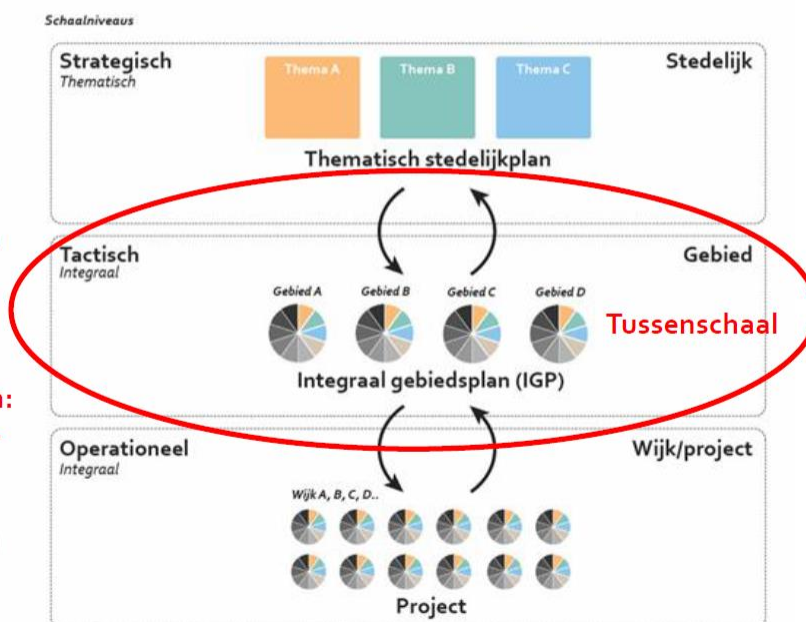 Schaalniveaus
Strategisch
Thematisch
Stedelijk
Thema A
Thema B
Thema C
Thematisch stedelijkplan
Tactisch
Integraal
Gebied
Gebied A
Gebied B
Gebied C
Gebied D
Tussenschaal
Integraal gebiedsplan (IGP)
Operationeel
Integraal
Wijk/project
Wijk A, B, C, D..
Project